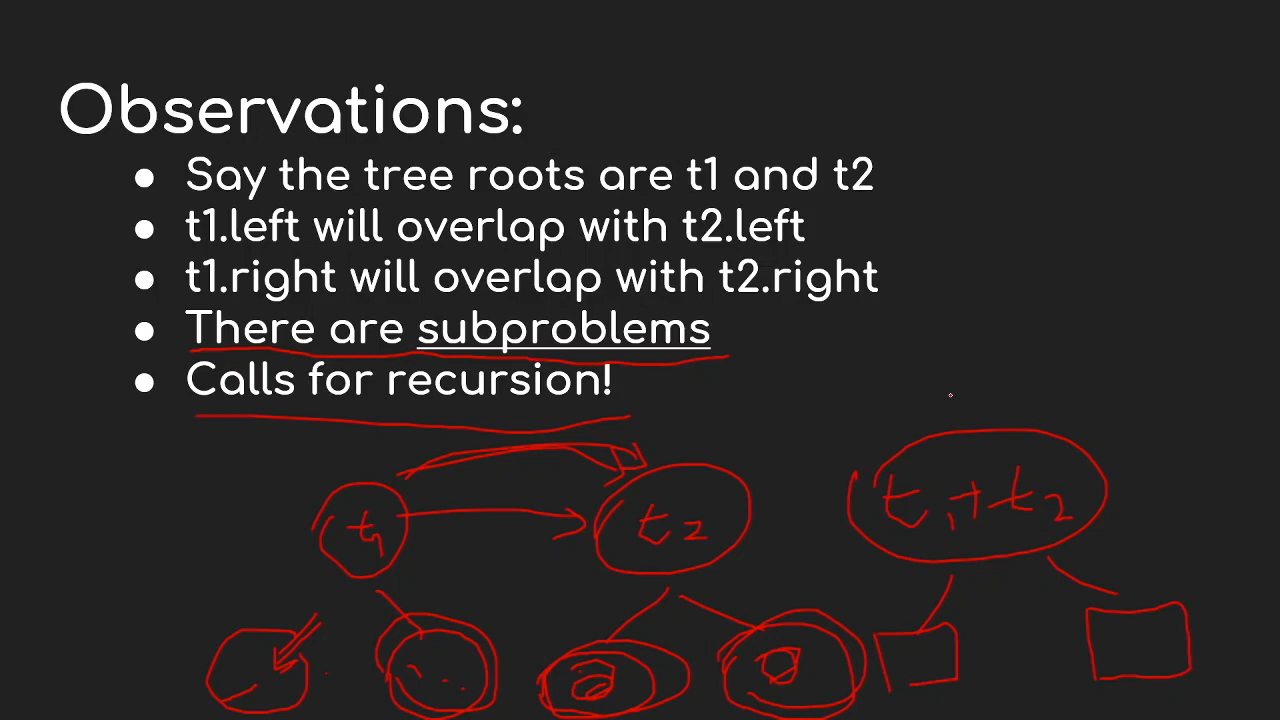 Observations:
● Say the tree roots are t1 and t2
● t1.left will overlap with t2.left
● t1.right will overlap with t2.right
● There are subproblems
● Calls for recursion!
t1
t2
t1+t2